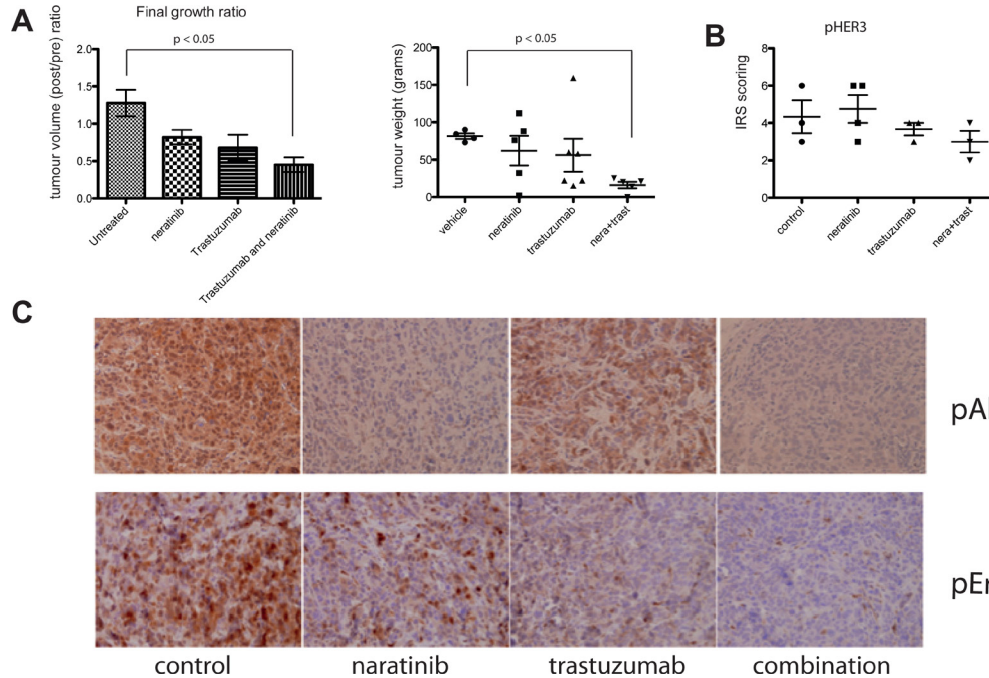 A
Final growth ratio
tumour volume (post/pre) ratio
p < 0.05
2.0
1.5
1.0
0.5
0.0
Untreated
neratinib
Trastuzumab
Trastuzumab and neratinib
tumour weight (grams)
p < 0.05
200
150
100
50
0
vehicle
neratinib
trastuzumab
nera+trast
B
pHER3
IRS scoring
8
6
4
2
0
control
neratinib
trastuzumab
nera+trast
C
pA
pE
control
naratinib
trastuzumab
combination